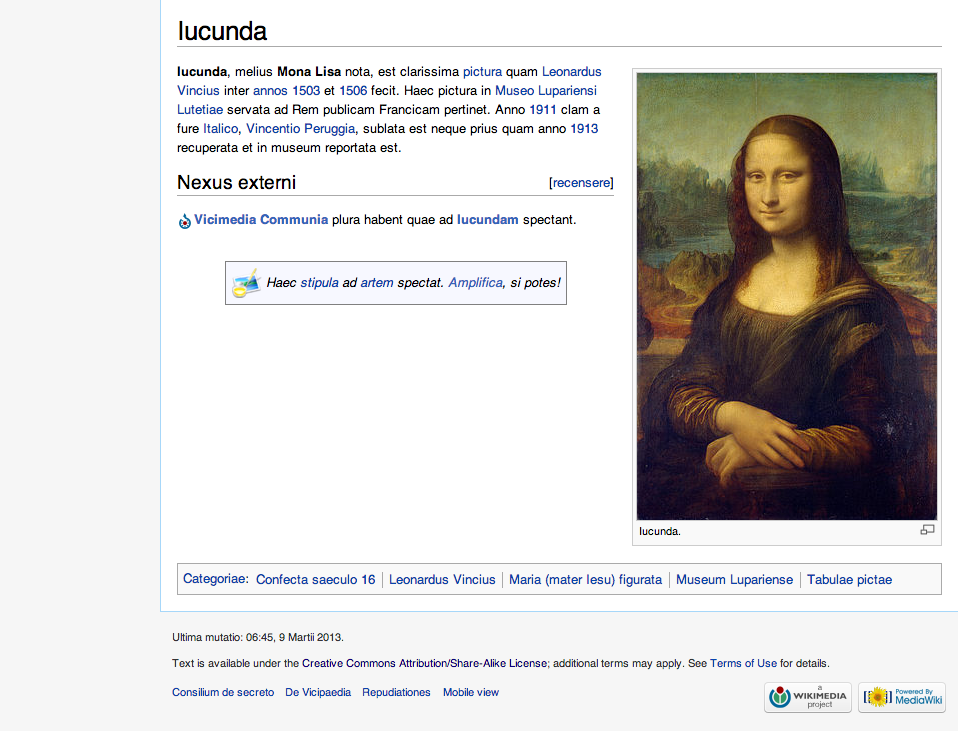 Iucunda
Iucunda, melius Mona Lisa nota, est clarissima pictura quam Leonardus
Vincius inter annos 1503 et 1506 fecit. Haec pictura in Museo Lupariensi
Lutetiae servata ad Rem publicam Francicam pertinet. Anno 1911 clam a
fure Italico, Vincentio Peruggia, sublata est neque prius quam anno 1913
recuperata et in museum reportata est.
Nexus externi [recensere]
Vicimedia Communia plura habent quae ad Iucundam spectant.
Haec stipula ad artem spectat. Amplifica, si potes!
Iucunda.
Categoriae: Confecta saeculo 16 | Leonardus Vincius | Maria (mater Iesu) figurata | Museum Lupariense | Tabulae pictae
Ultima mutatio: 06:45, 9 Martii 2013.
Text is available under the Creative Commons Attribution/Share-Alike License; additional terms may apply. See Terms of Use for details.
Consilium de secreto De Vicipaedia Repudiationes Mobile view
a
WIKIMEDIA
project
Powered By
MediaWiki